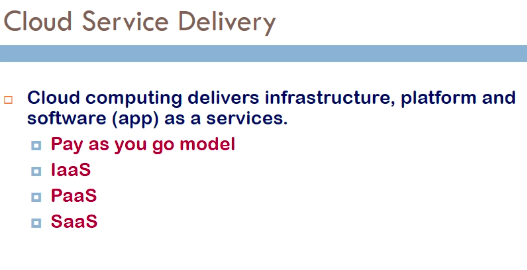 Cloud Service Delivery
Cloud computing delivers infrastructure, platform and
software (app) as a services.
Pay as you go model
IaaS
PaaS
SaaS